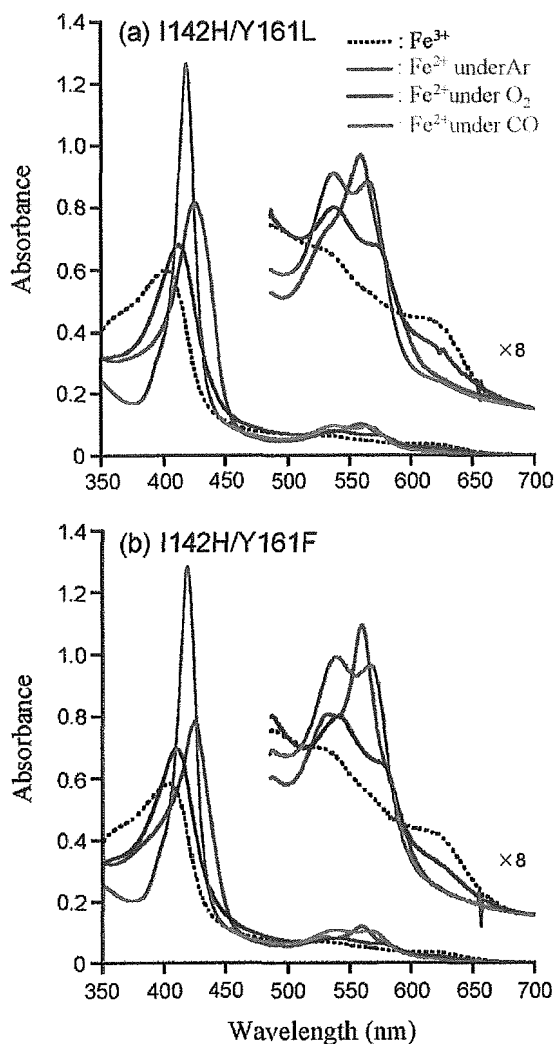 (a) I142H/Y161L
: Fe³⁺
: Fe²⁺ underAr
: Fe²⁺under O₂
: Fe²⁺under CO
1.4
1.2
1.0
0.8
0.6
0.4
0.2
0
Absorbance
×8
350 400 450 500 550 600 650 700
(b) I142H/Y161F
1.4
1.2
1.0
0.8
0.6
0.4
0.2
0
Absorbance
×8
350 400 450 500 550 600 650 700
Wavelength (nm)